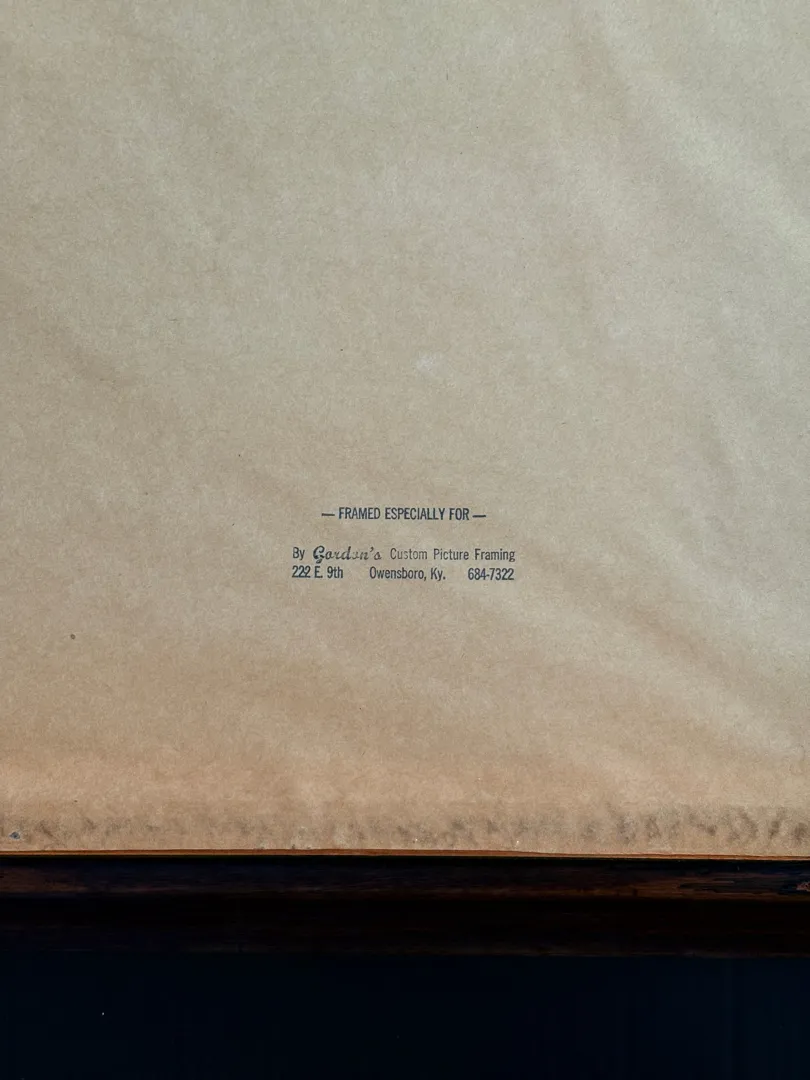 — FRAMED ESPECIALLY FOR —
By Gordon's Custom Picture Framing
222 E. 9th Owensboro, Ky. 684-7322